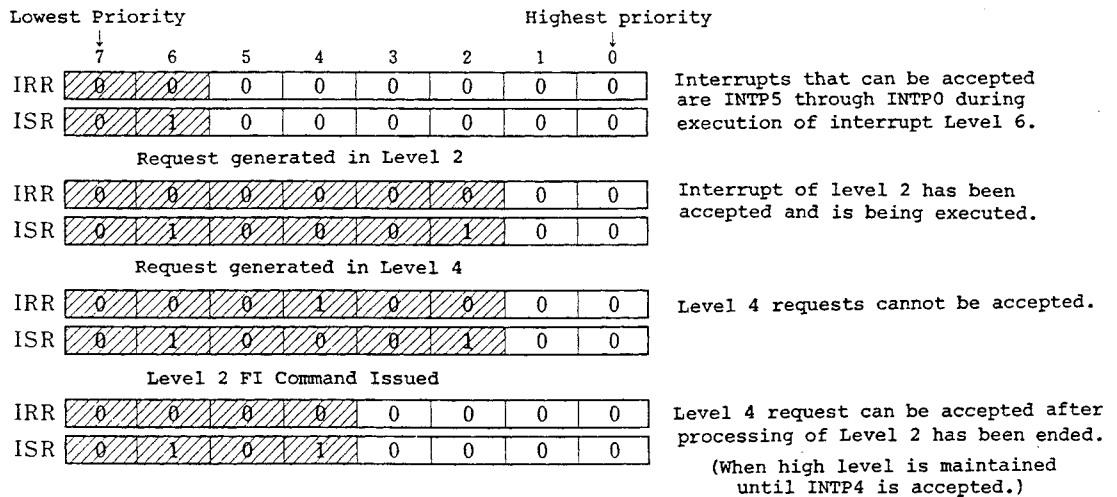 Lowest Priority Highest priority
↓ ↓
7 6 5 4 3 2 1 0
IRR 0 0 0 0 0 0 0 0 Interrupts that can be accepted
are INTP5 through INTP0 during
ISR 0 1 0 0 0 0 0 0 execution of interrupt Level 6.
Request generated in Level 2
IRR 0 0 0 0 0 0 0 0 Interrupt of level 2 has been
accepted and is being executed.
ISR 0 1 0 0 0 1 0 0
Request generated in Level 4
IRR 0 0 0 1 0 0 0 0 Level 4 requests cannot be accepted.
ISR 0 1 0 0 0 1 0 0
Level 2 FI Command Issued
IRR 0 0 0 0 0 0 0 0 Level 4 request can be accepted after
ISR 0 1 0 1 0 0 0 0 processing of Level 2 has been ended.
(When high level is maintained
until INTP4 is accepted.)